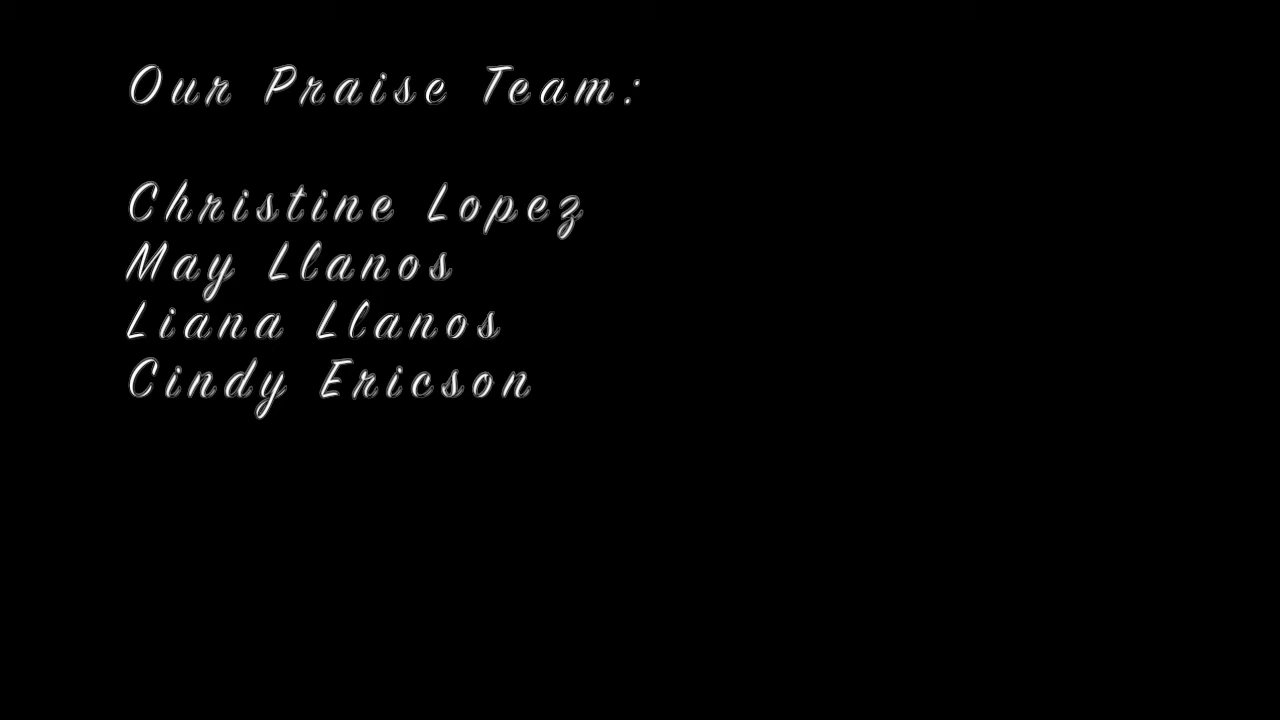 Our Praise Team:
Christine Lopez
May Llanos
Liana Llanos
Cindy Ericson